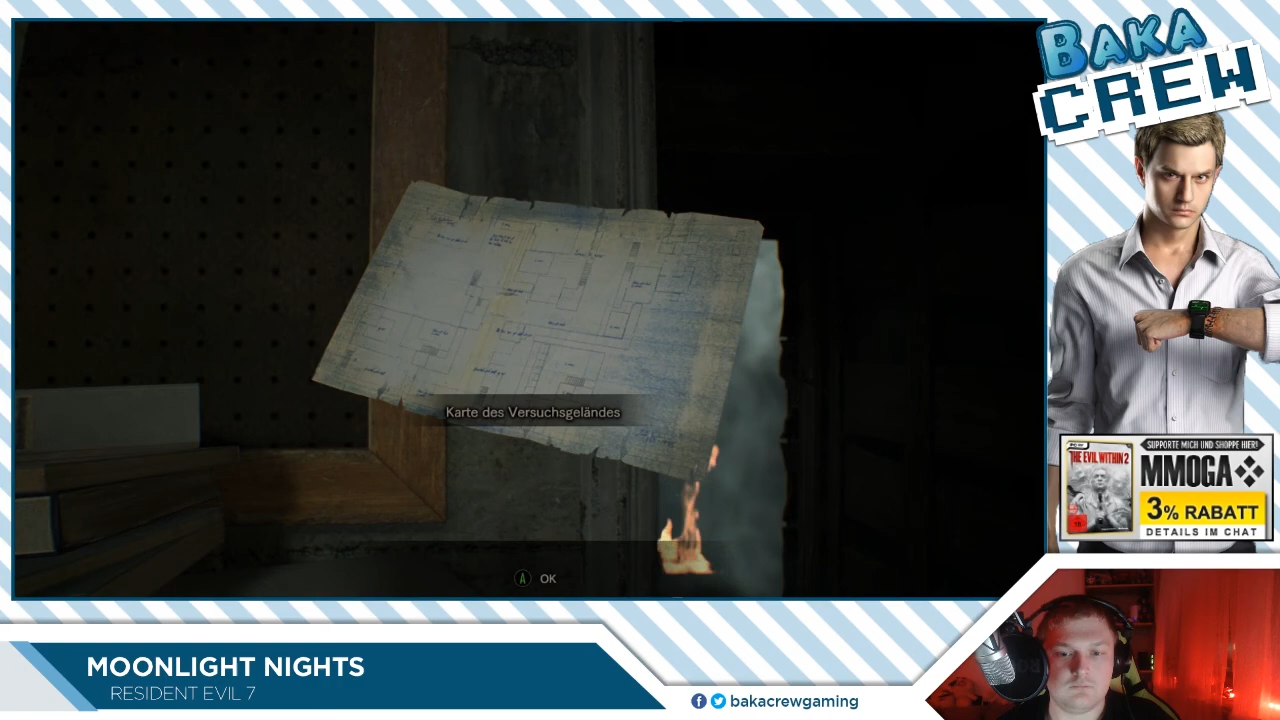 BAKA
CREW
Karte des Versuchsgeländes
A OK
SUPPORTE MICH UND SHOPPE HIER!
THE EVIL WITHIN 2
MMOGA
3% RABATT
DETAILS IM CHAT
MOONLIGHT NIGHTS
RESIDENT EVIL 7
bakacrewgaming